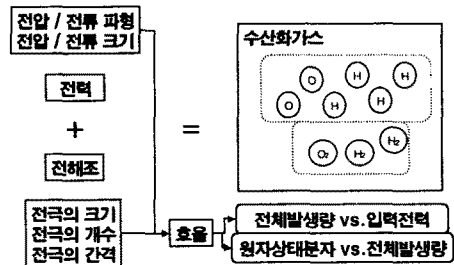 전압 / 전류 파형
전압 / 전류 크기
전력
+
전해조
전극의 크기
전극의 개수
전극의 간격
=
수산화가스
O H H
O H H
O₂ H₂ H₂
효율
전체발생량 vs.입력전력
원자상태분자 vs.전체발생량